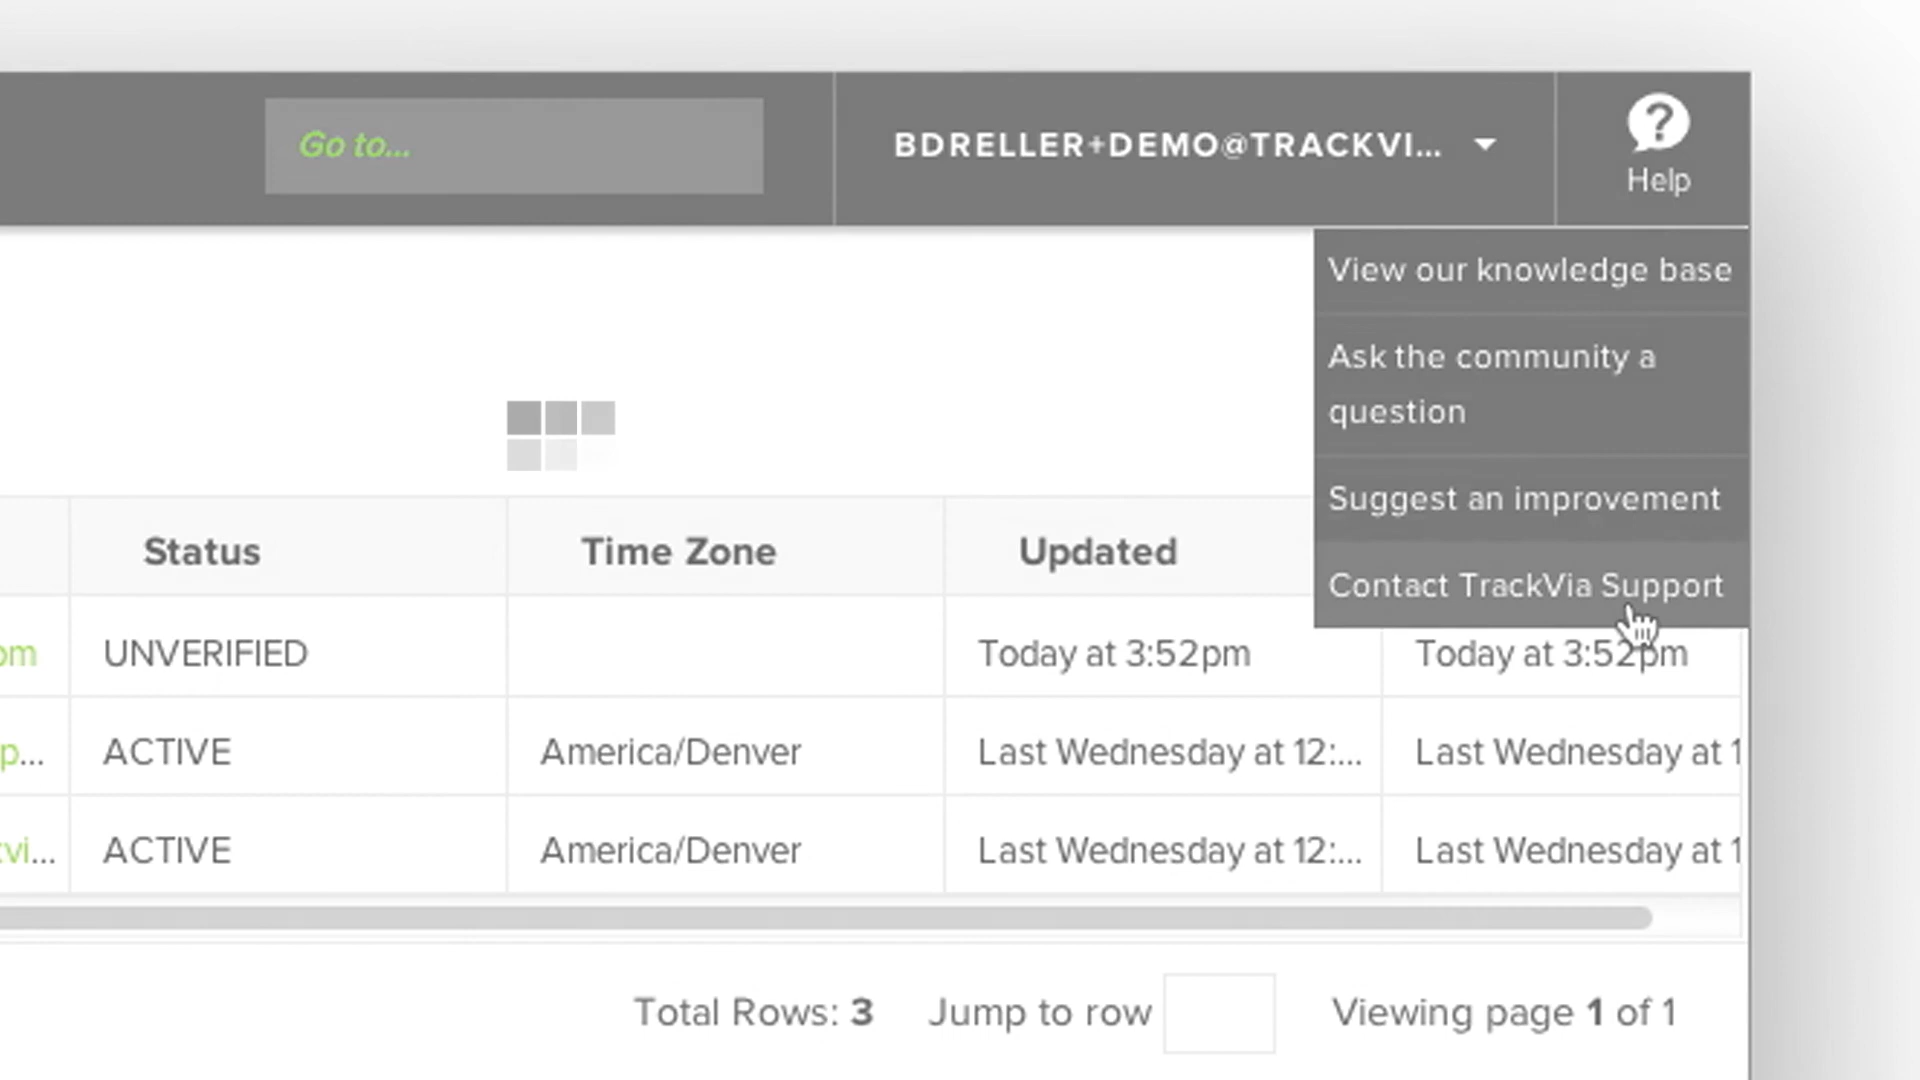 Go to...
BDRELLER+DEMO@TRACKVI...
Help
View our knowledge base
Ask the community a
question
Suggest an improvement
Contact TrackVia Support
Status Time Zone Updated
om UNVERIFIED Today at 3:52pm Today at 3:52pm
p... ACTIVE America/Denver Last Wednesday at 12:... Last Wednesday at 1
vi... ACTIVE America/Denver Last Wednesday at 12:... Last Wednesday at 1
Total Rows: 3 Jump to row Viewing page 1 of 1